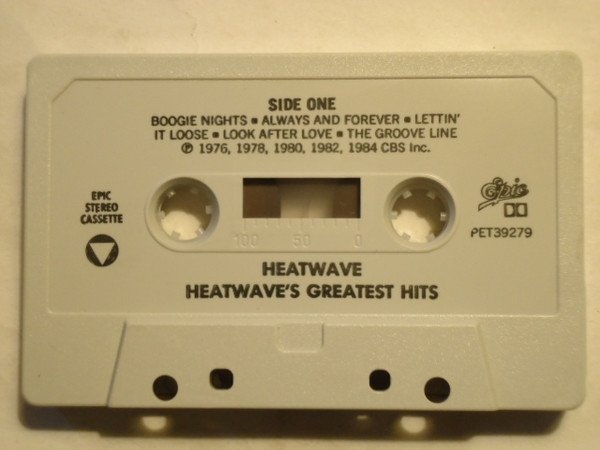 SIDE ONE
BOOGIE NIGHTS ▪ ALWAYS AND FOREVER ▪ LETTIN'
IT LOOSE ▪ LOOK AFTER LOVE ▪ THE GROOVE LINE
℗ 1976, 1978, 1980, 1982, 1984 CBS Inc.
EPIC
STEREO
CASSETTE
Epic
PET39279
100 50 0
HEATWAVE
HEATWAVE'S GREATEST HITS